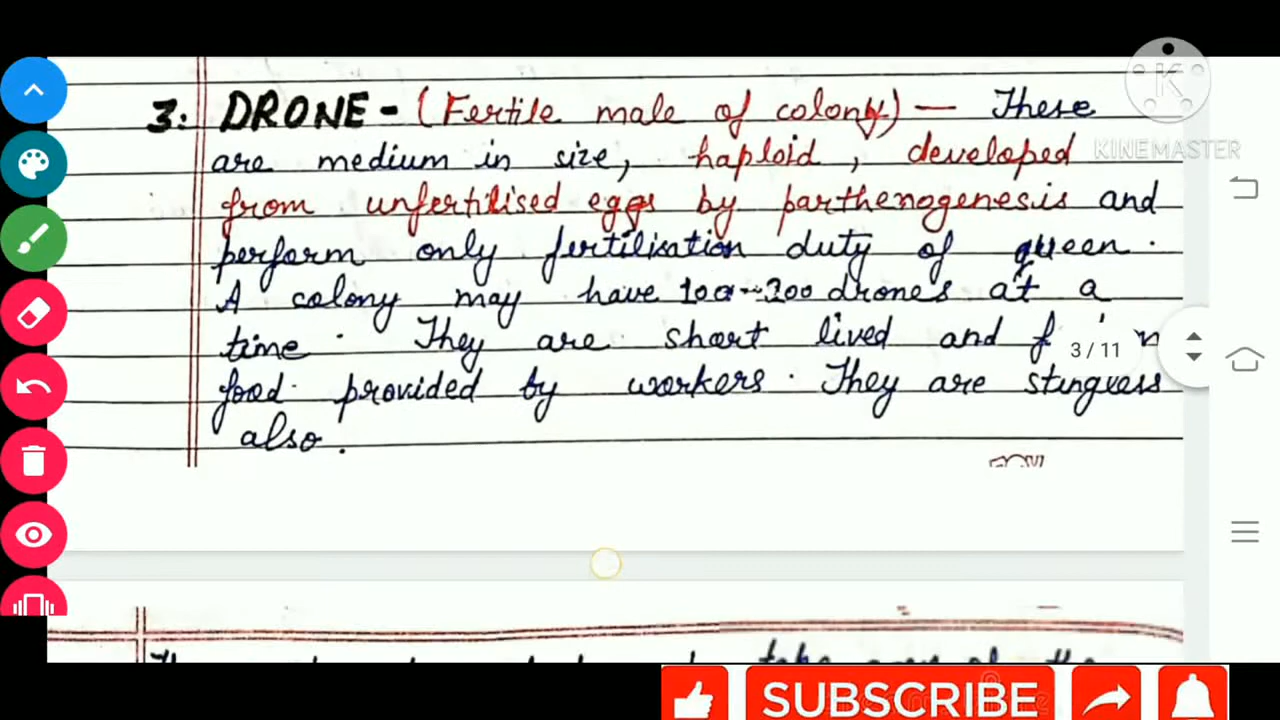 3: DRONE - (Fertile male of colony) — These
are medium in size, haploid, developed
from unfertilised eggs by parthenogenesis and
perform only fertilisation duty of queen.
A colony may have 100-200 drones at a
time. They are short lived and
food provided by workers. They are stingless
also.
3 / 11
K
KINEMASTER
SUBSCRIBE